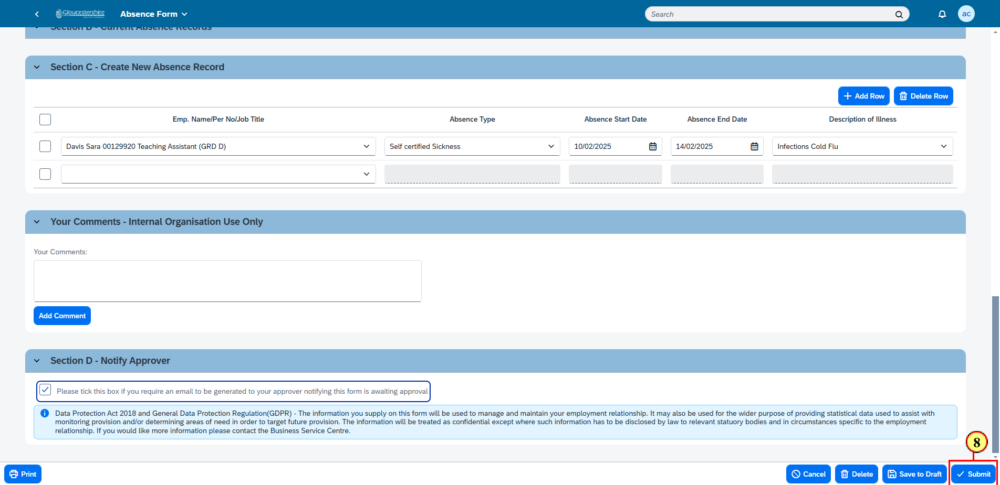 Gloucestershire
COUNTY COUNCIL
Absence Form
Search
ac
Section B - Current Absence Records
Section C - Create New Absence Record
Add Row
Delete Row
Emp. Name/Per No/Job Title Absence Type Absence Start Date Absence End Date Description of Illness
Davis Sara 00129920 Teaching Assistant (GRD D) Self certified Sickness 10/02/2025 14/02/2025 Infections Cold Flu
Your Comments - Internal Organisation Use Only
Your Comments:
Add Comment
Section D - Notify Approver
Please tick this box if you require an email to be generated to your approver notifying this form is awaiting approval
Data Protection Act 2018 and General Data Protection Regulation(GDPR) - The information you supply on this form will be used to manage and maintain your employment relationship. It may also be used for the wider purpose of providing statistical data used to assist with
monitoring provision and/or determining areas of need in order to target future provision. The information will be treated as confidential except where such information has to be disclosed by law to relevant statuory bodies and in circumstances specific to the employment
relationship. If you would like more information please contact the Business Service Centre.
8
Print
Cancel
Delete
Save to Draft
Submit